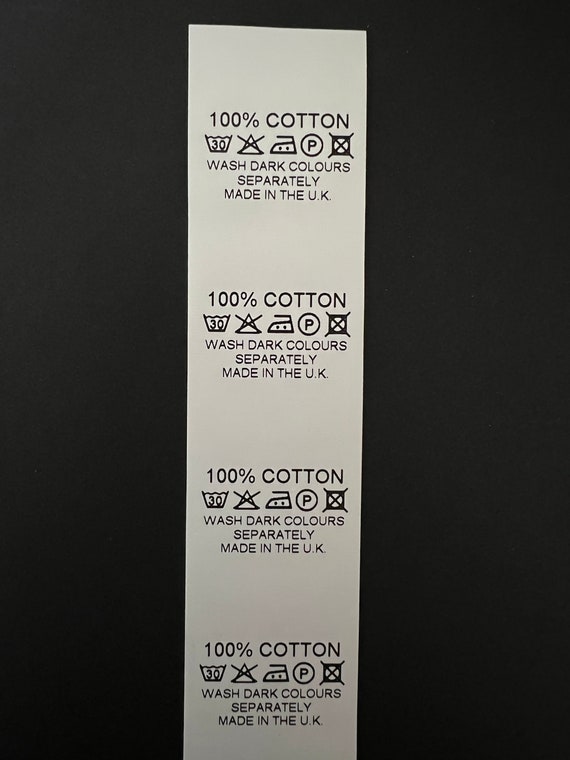 100% COTTON
30 P
WASH DARK COLOURS
SEPARATELY
MADE IN THE U.K.
100% COTTON
30 P
WASH DARK COLOURS
SEPARATELY
MADE IN THE U.K.
100% COTTON
30 P
WASH DARK COLOURS
SEPARATELY
MADE IN THE U.K.
100% COTTON
30 P
WASH DARK COLOURS
SEPARATELY
MADE IN THE U.K.